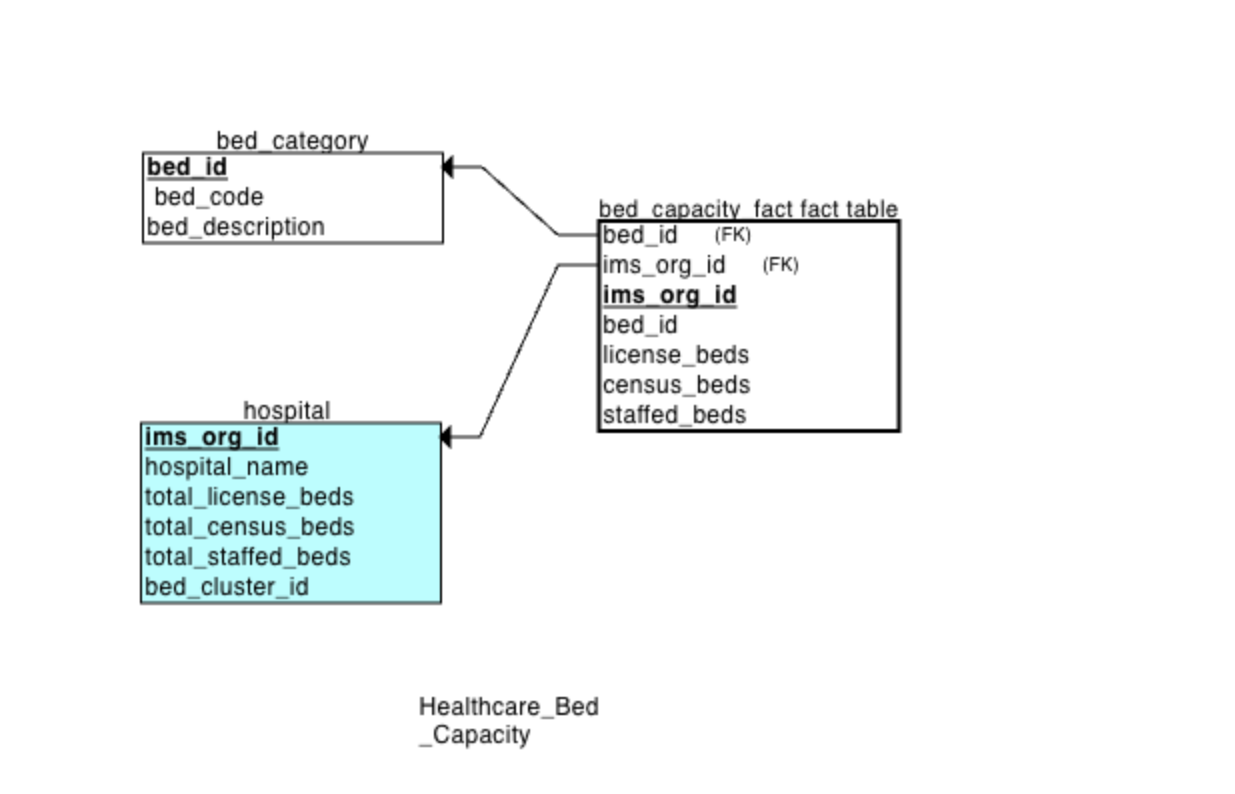 bed_category
bed_id
bed_code
bed_description
bed_capacity_fact fact table
bed_id (FK)
ims_org_id (FK)
ims_org_id
bed_id
license_beds
census_beds
staffed_beds
hospital
ims_org_id
hospital_name
total_license_beds
total_census_beds
total_staffed_beds
bed_cluster_id
Healthcare_Bed
_Capacity